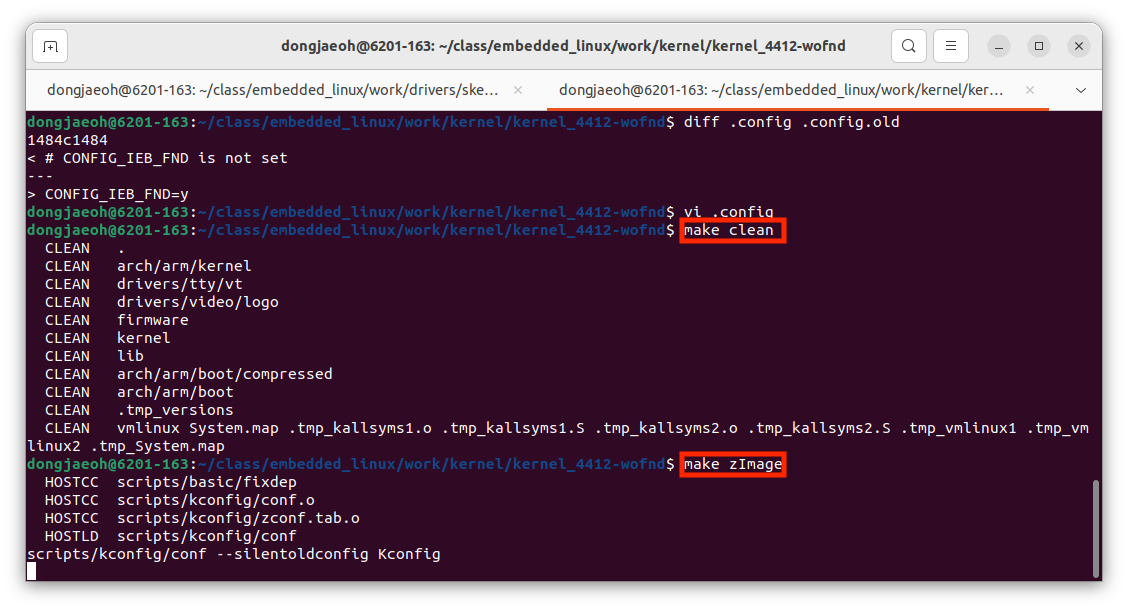 dongjaeoh@6201-163: ~/class/embedded_linux/work/kernel/kernel_4412-wofnd
dongjaeoh@6201-163: ~/class/embedded_linux/work/drivers/ske...
dongjaeoh@6201-163: ~/class/embedded_linux/work/kernel/ker...
dongjaeoh@6201-163:~/class/embedded_linux/work/kernel/kernel_4412-wofnd$ diff .config .config.old
1484c1484
< # CONFIG_IEB_FND is not set
---
> CONFIG_IEB_FND=y
dongjaeoh@6201-163:~/class/embedded_linux/work/kernel/kernel_4412-wofnd$ vi .config
dongjaeoh@6201-163:~/class/embedded_linux/work/kernel/kernel_4412-wofnd$ make clean
  CLEAN   .
  CLEAN   arch/arm/kernel
  CLEAN   drivers/tty/vt
  CLEAN   drivers/video/logo
  CLEAN   firmware
  CLEAN   kernel
  CLEAN   lib
  CLEAN   arch/arm/boot/compressed
  CLEAN   arch/arm/boot
  CLEAN   .tmp_versions
  CLEAN   vmlinux System.map .tmp_kallsyms1.o .tmp_kallsyms1.S .tmp_kallsyms2.o .tmp_kallsyms2.S .tmp_vmlinux1 .tmp_vm
linux2 .tmp_System.map
dongjaeoh@6201-163:~/class/embedded_linux/work/kernel/kernel_4412-wofnd$ make zImage
  HOSTCC  scripts/basic/fixdep
  HOSTCC  scripts/kconfig/conf.o
  HOSTCC  scripts/kconfig/zconf.tab.o
  HOSTLD  scripts/kconfig/conf
scripts/kconfig/conf --silentoldconfig Kconfig